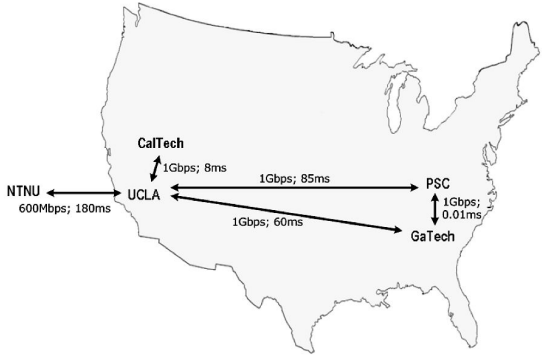 CalTech
1Gbps; 8ms
NTNU
UCLA
600Mbps; 180ms
1Gbps; 85ms
PSC
1Gbps;
0.01ms
1Gbps; 60ms
GaTech